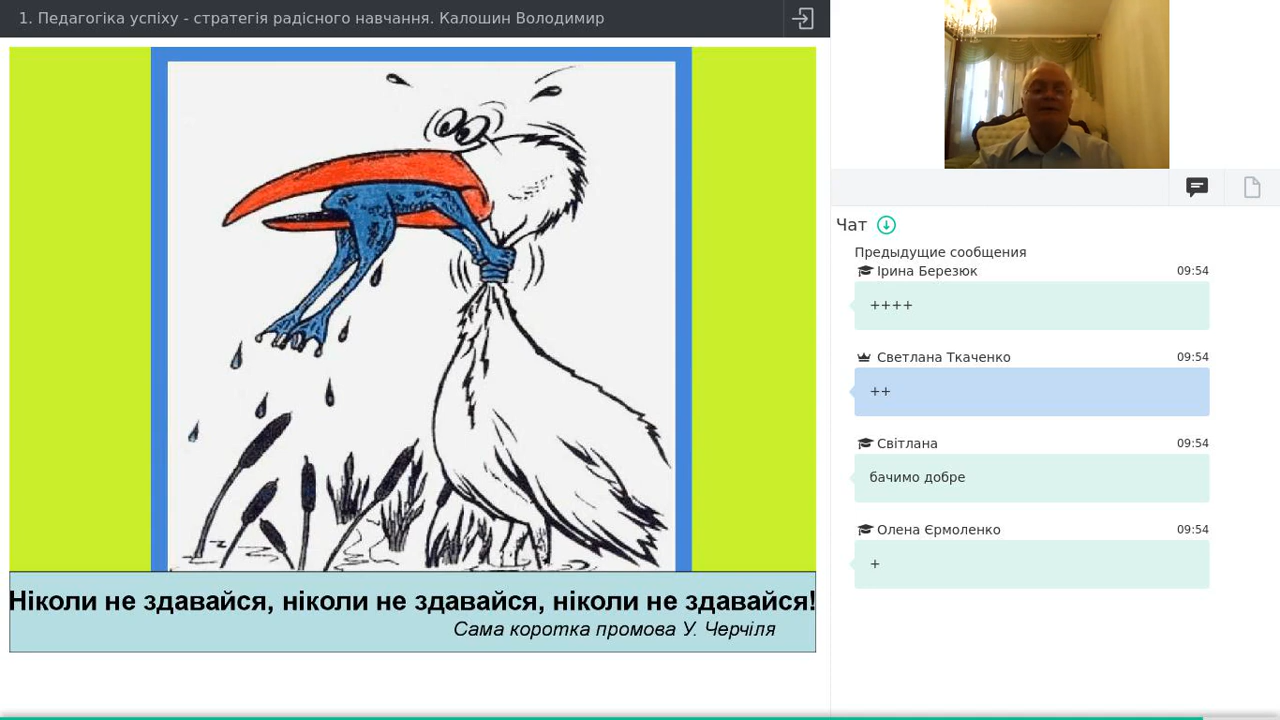 1. Педагогіка успіху - стратегія радісного навчання. Калошин Володимир
Ніколи не здавайся, ніколи не здавайся, ніколи не здавайся!
Сама коротка промова У. Черчіля
Чат
Предыдущие сообщения
Ірина Березюк 09:54
++++
Светлана Ткаченко 09:54
++
Світлана 09:54
бачимо добре
Олена Єрмоленко 09:54
+